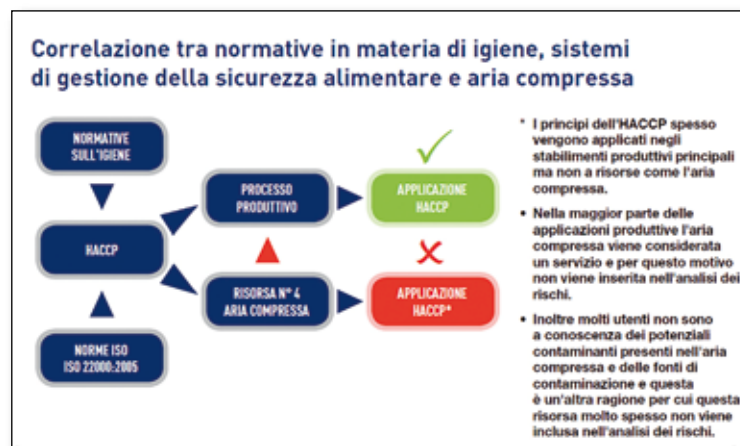 Correlazione tra normative in materia di igiene, sistemi
di gestione della sicurezza alimentare e aria compressa
NORMATIVE
SULL'IGIENE
HACCP
NORME ISO
ISO 22000:2005
PROCESSO
PRODUTTIVO
RISORSA N° 4
ARIA COMPRESSA
APPLICAZIONE
HACCP
APPLICAZIONE
HACCP*
* I principi dell'HACCP spesso
vengono applicati negli
stabilimenti produttivi principali
ma non a risorse come l'aria
compressa.
• Nella maggior parte delle
applicazioni produttive l'aria
compressa viene considerata
un servizio e per questo motivo
non viene inserita nell'analisi dei
rischi.
• Inoltre molti utenti non sono
a conoscenza dei potenziali
contaminanti presenti nell'aria
compressa e delle fonti di
contaminazione e questa
è un'altra ragione per cui questa
risorsa molto spesso non viene
inclusa nell'analisi dei rischi.